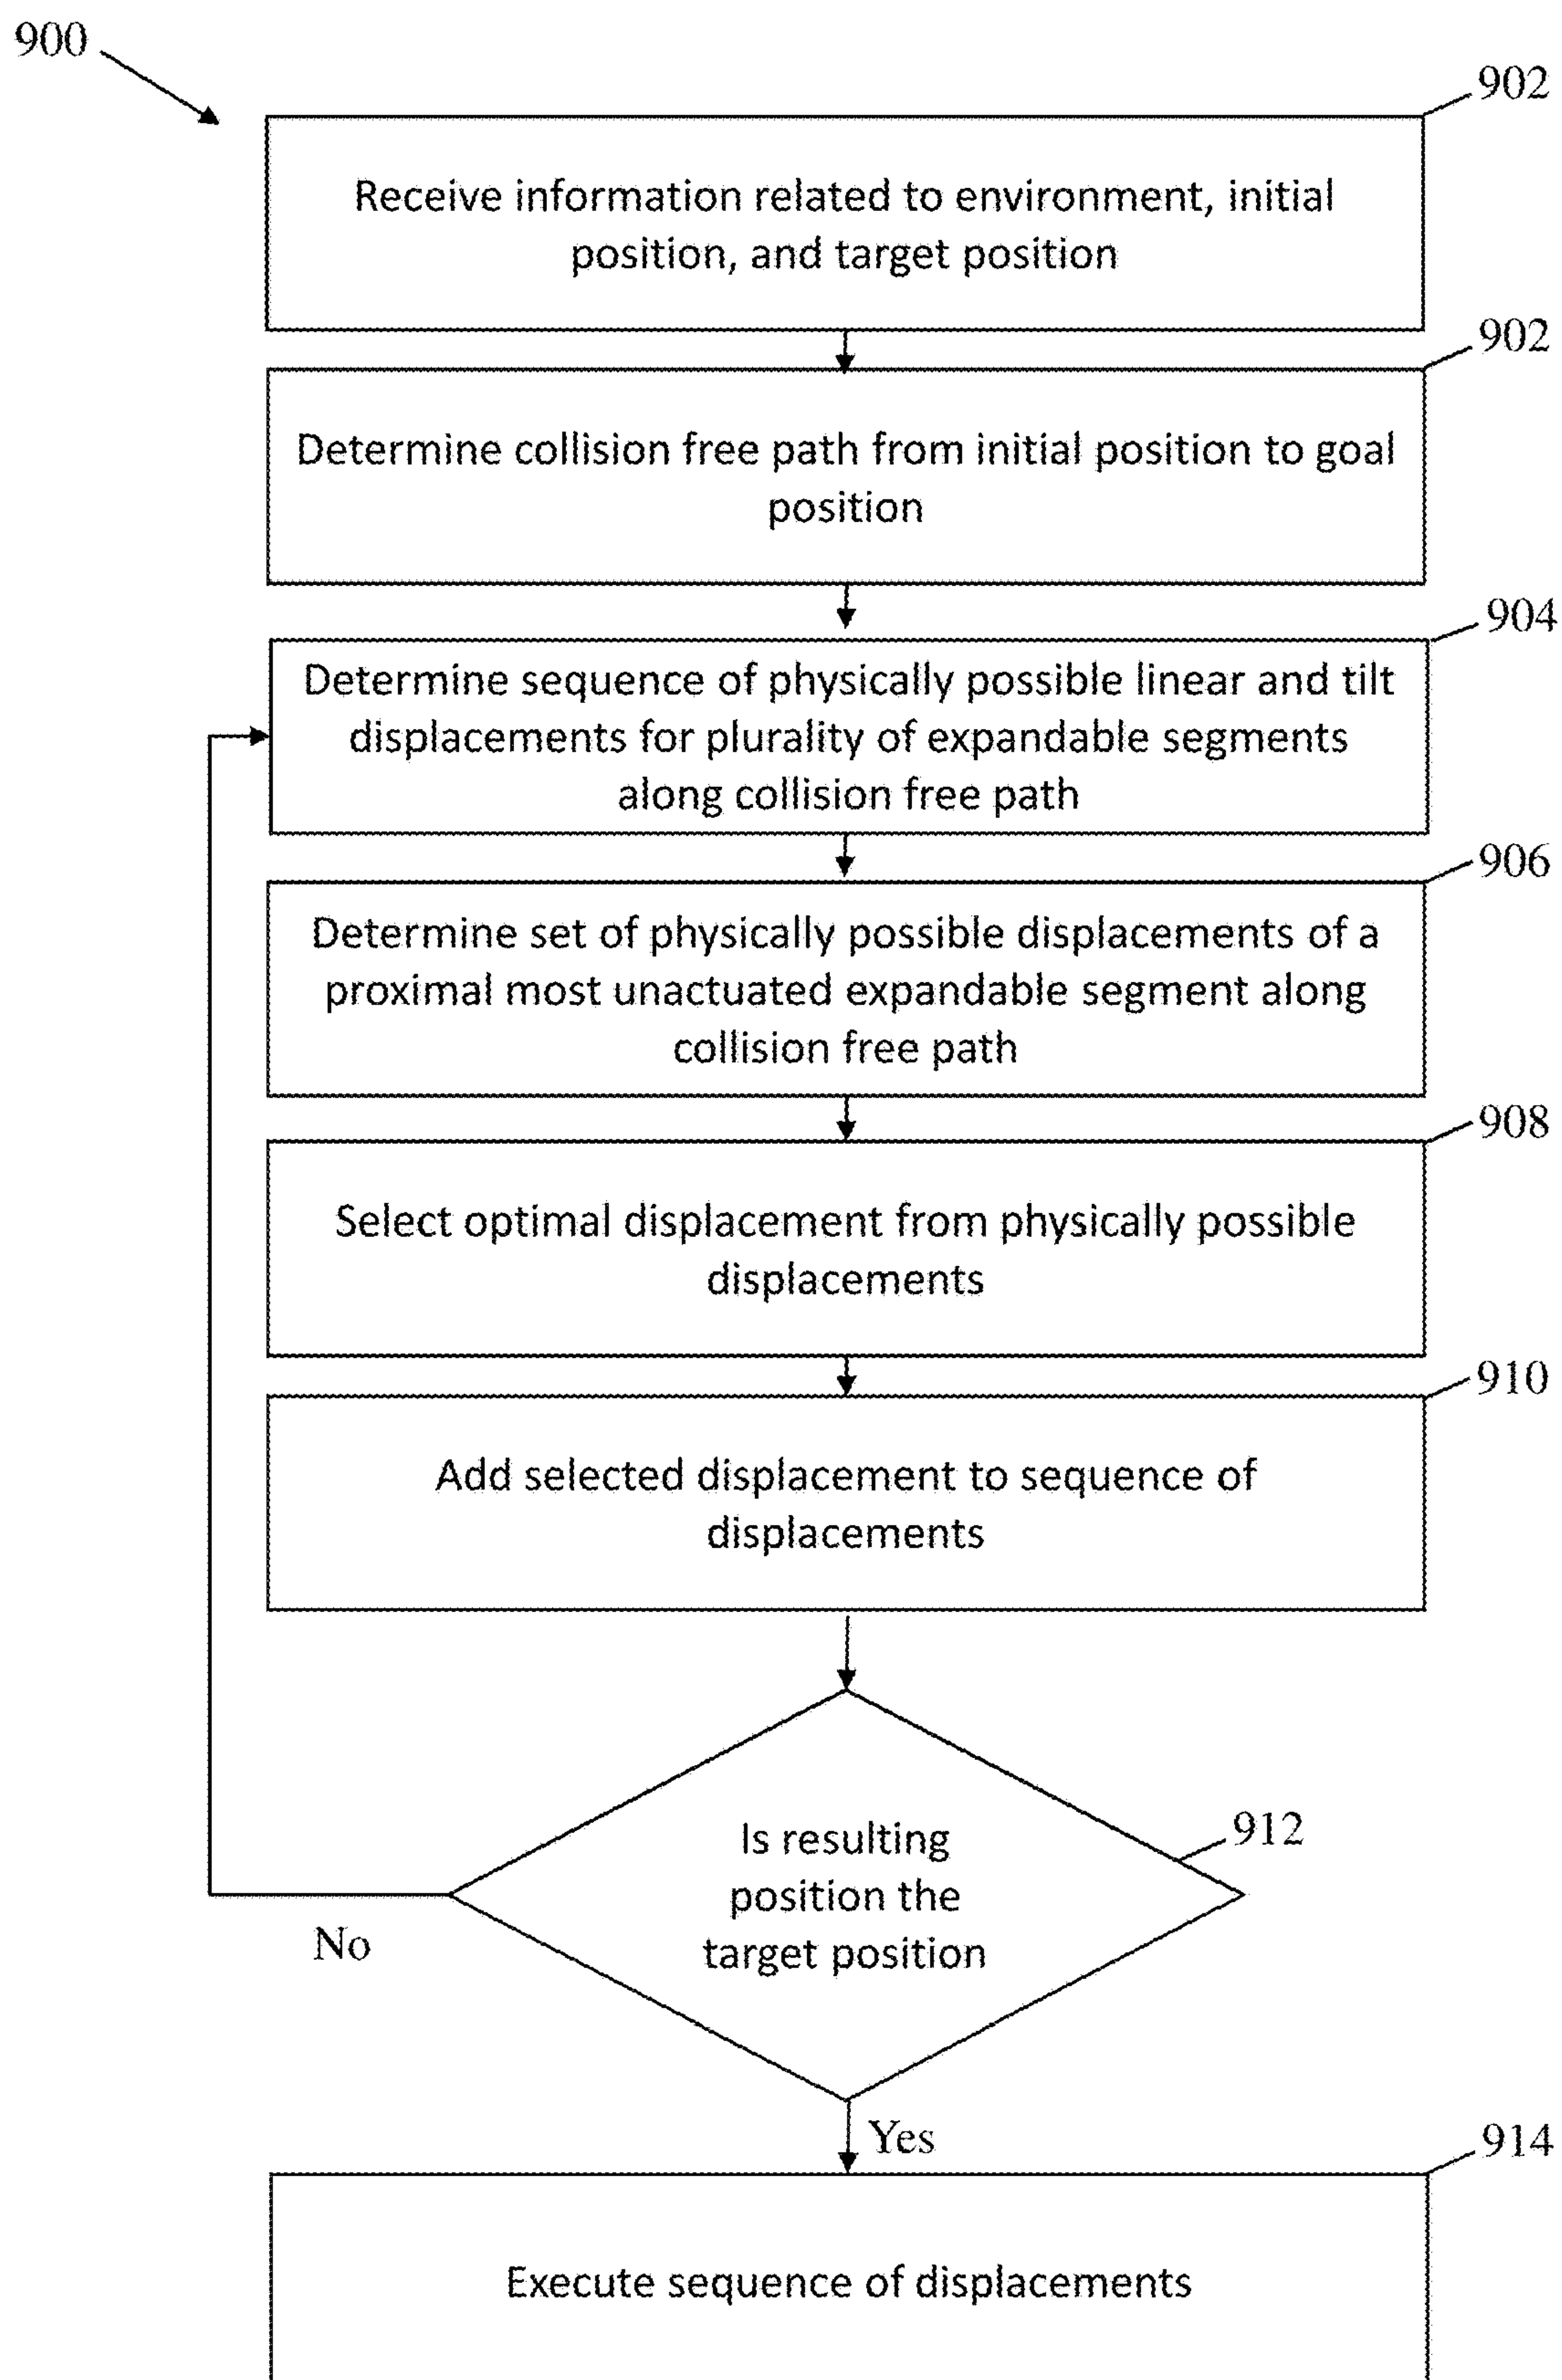 900
902
Receive information related to environment, initial
position, and target position
902
Determine collision free path from initial position to goal
position
904
Determine sequence of physically possible linear and tilt
displacements for plurality of expandable segments
along collision free path
906
Determine set of physically possible displacements of a
proximal most unactuated expandable segment along
collision free path
908
Select optimal displacement from physically possible
displacements
910
Add selected displacement to sequence of
displacements
912
Is resulting
position the
target position
No
Yes
914
Execute sequence of displacements